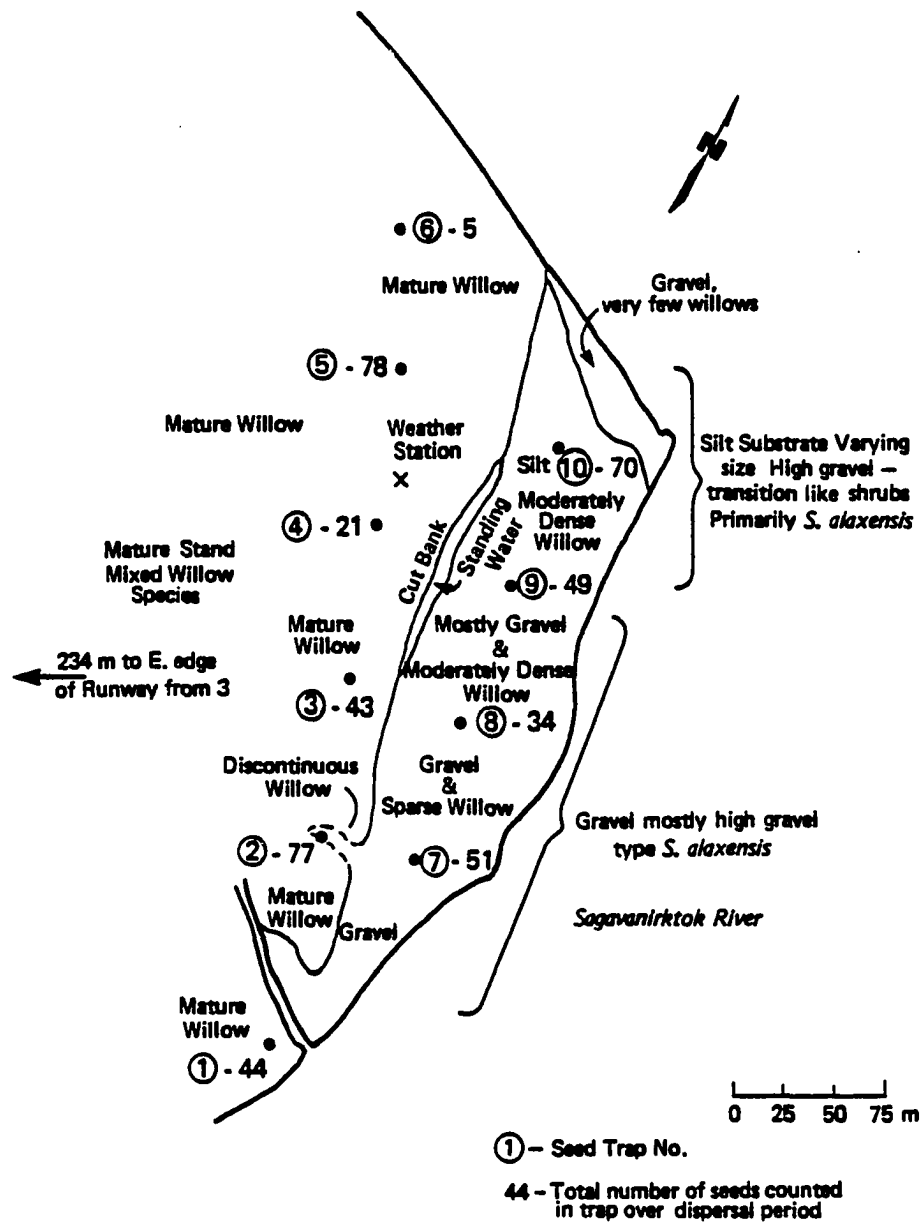 N
⑥ - 5
Mature Willow
Gravel,
very few willows
⑤ - 78
Mature Willow
Weather
Station
×
Silt ⑩ - 70
Moderately
Dense
Willow
Silt Substrate Varying
size High gravel –
transition like shrubs
Primarily S. alaxensis
④ - 21
Cut Bank
Standing
Water
Mature Stand
Mixed Willow
Species
⑨ - 49
Mature
Willow
Mostly Gravel
&
Moderately Dense
Willow
234 m to E. edge
of Runway from 3
③ - 43
⑧ - 34
Discontinuous
Willow
Gravel
&
Sparse Willow
Gravel mostly high gravel
type S. alaxensis
② - 77
⑦ - 51
Mature
Willow
Gravel
Sagavanirktok River
Mature
Willow
① - 44
0 25 50 75 m
① – Seed Trap No.
44 – Total number of seeds counted
in trap over dispersal period